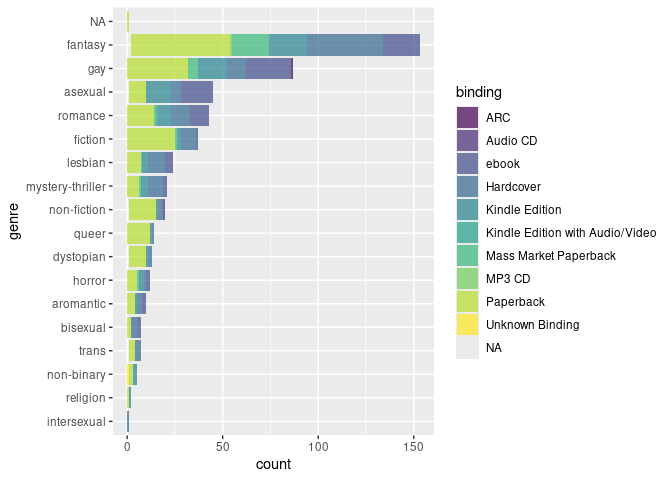 NA
fantasy
gay
asexual
romance
fiction
lesbian
mystery-thriller
non-fiction
queer
dystopian
horror
aromantic
bisexual
trans
non-binary
religion
intersexual
genre
0 50 100 150
count
binding
ARC
Audio CD
ebook
Hardcover
Kindle Edition
Kindle Edition with Audio/Video
Mass Market Paperback
MP3 CD
Paperback
Unknown Binding
NA